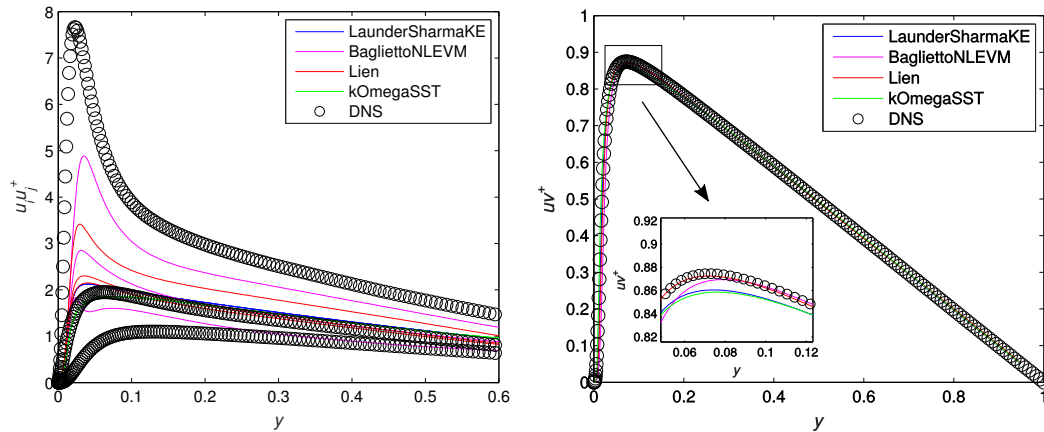 8
7
6
5
4
3
2
1
0
u_i u_j^+
0 0.1 0.2 0.3 0.4 0.5 0.6
y
LaunderSharmaKE
BagliettoNLEVM
Lien
kOmegaSST
DNS
1
0.9
0.8
0.7
0.6
0.5
0.4
0.3
0.2
0.1
0
uv^+
0 0.2 0.4 0.6 0.8 1
y
LaunderSharmaKE
BagliettoNLEVM
Lien
kOmegaSST
DNS
0.92
0.9
0.88
0.86
0.84
0.82
uv^+
0.06 0.08 0.1 0.12
y